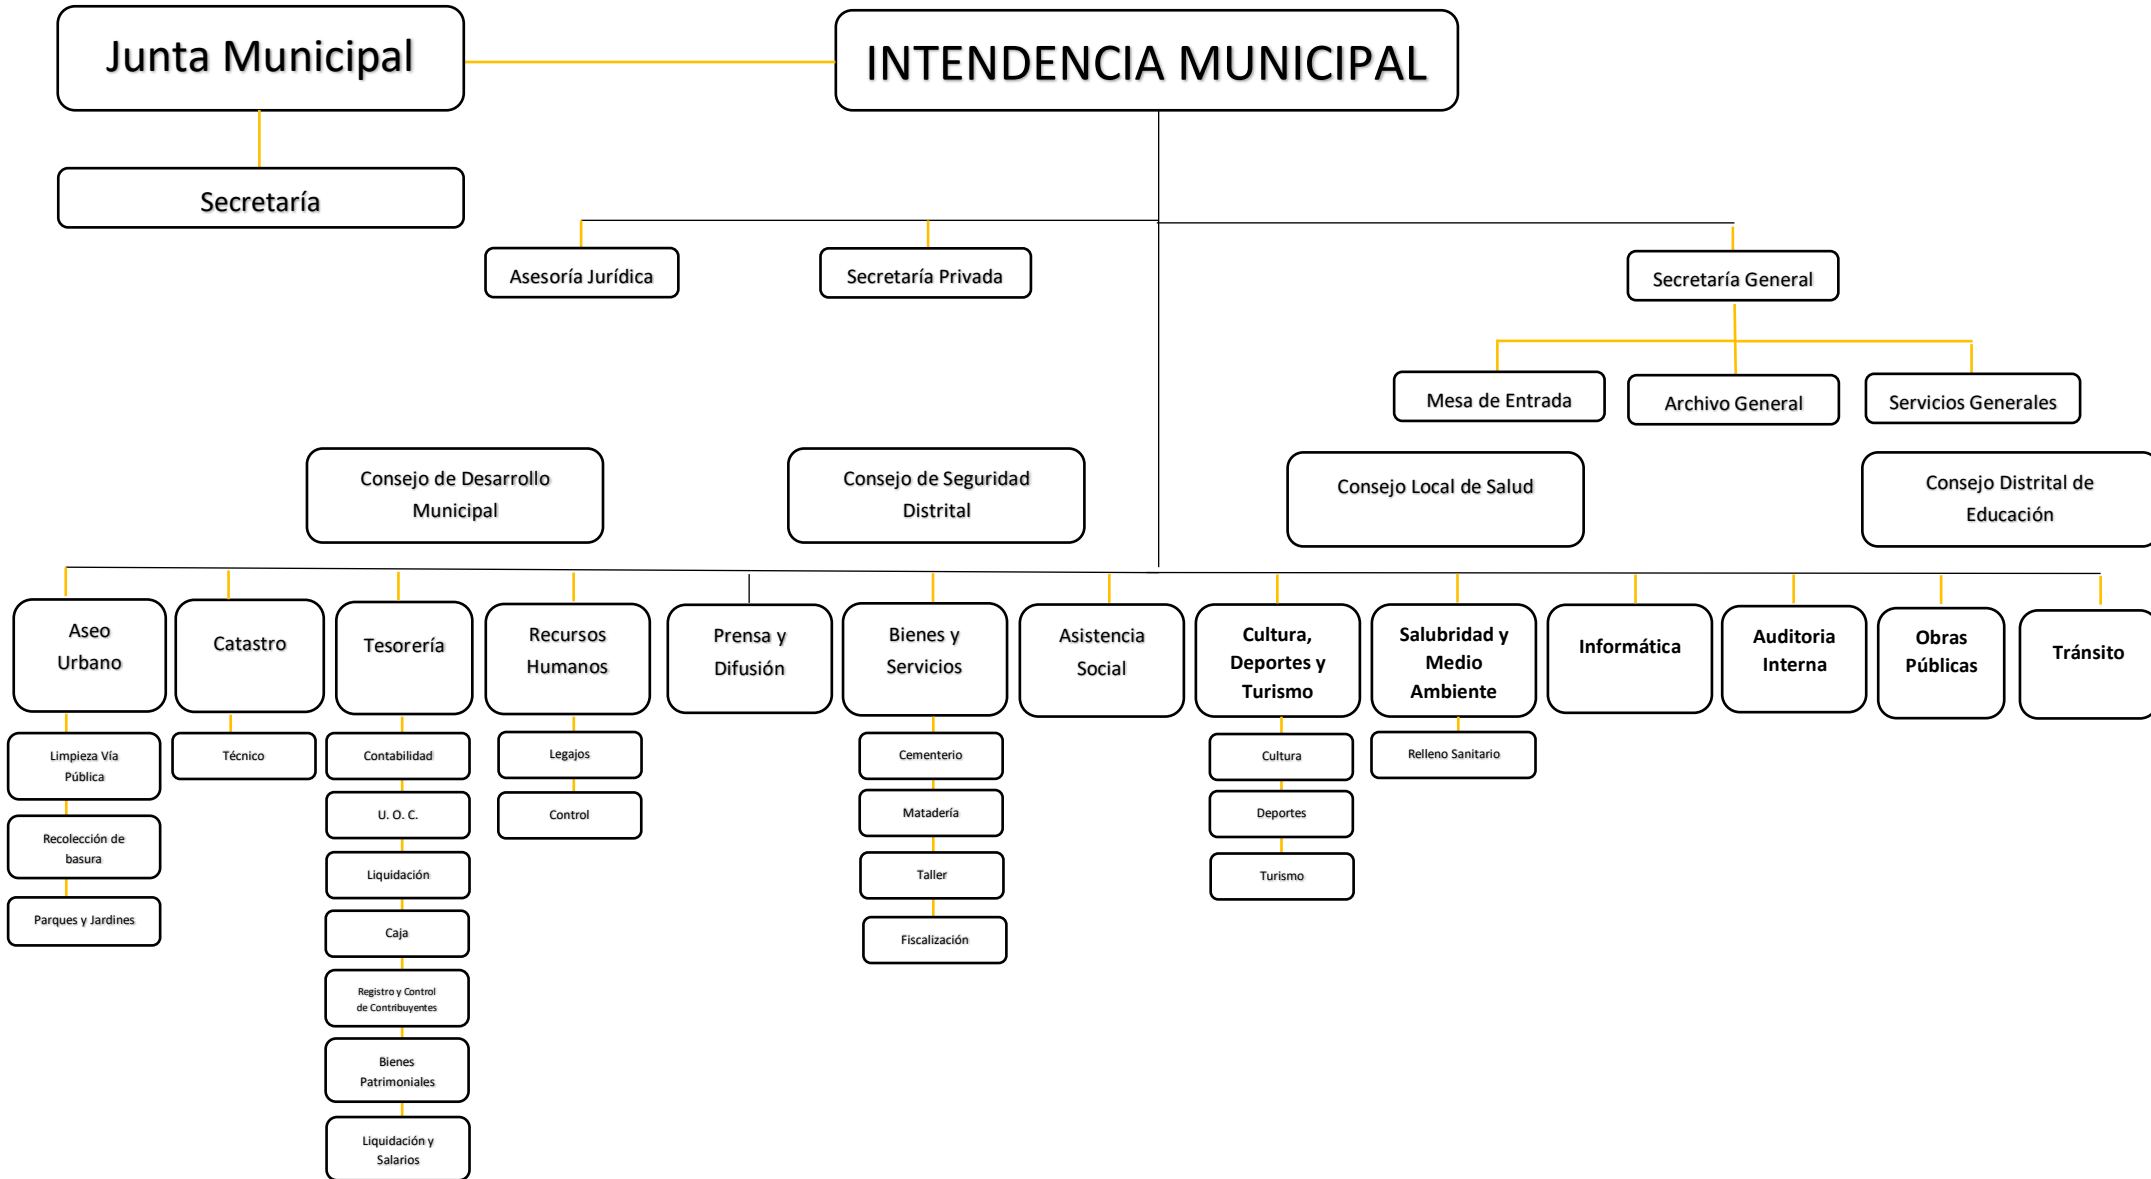 Junta Municipal
INTENDENCIA MUNICIPAL
Secretaría
Asesoría Jurídica
Secretaría Privada
Secretaría General
Mesa de Entrada
Archivo General
Servicios Generales
Consejo de Desarrollo
Municipal
Consejo de Seguridad
Distrital
Consejo Local de Salud
Consejo Distrital de
Educación
Aseo
Urbano
Catastro
Tesorería
Recursos
Humanos
Prensa y
Difusión
Bienes y
Servicios
Asistencia
Social
Cultura,
Deportes y
Turismo
Salubridad y
Medio
Ambiente
Informática
Auditoria
Interna
Obras
Públicas
Tránsito
Limpieza Vía
Pública
Recolección de
basura
Parques y Jardines
Técnico
Contabilidad
U. O. C.
Liquidación
Caja
Registro y Control
de Contribuyentes
Bienes
Patrimoniales
Liquidación y
Salarios
Legajos
Control
Cementerio
Matadería
Taller
Fiscalización
Cultura
Deportes
Turismo
Relleno Sanitario